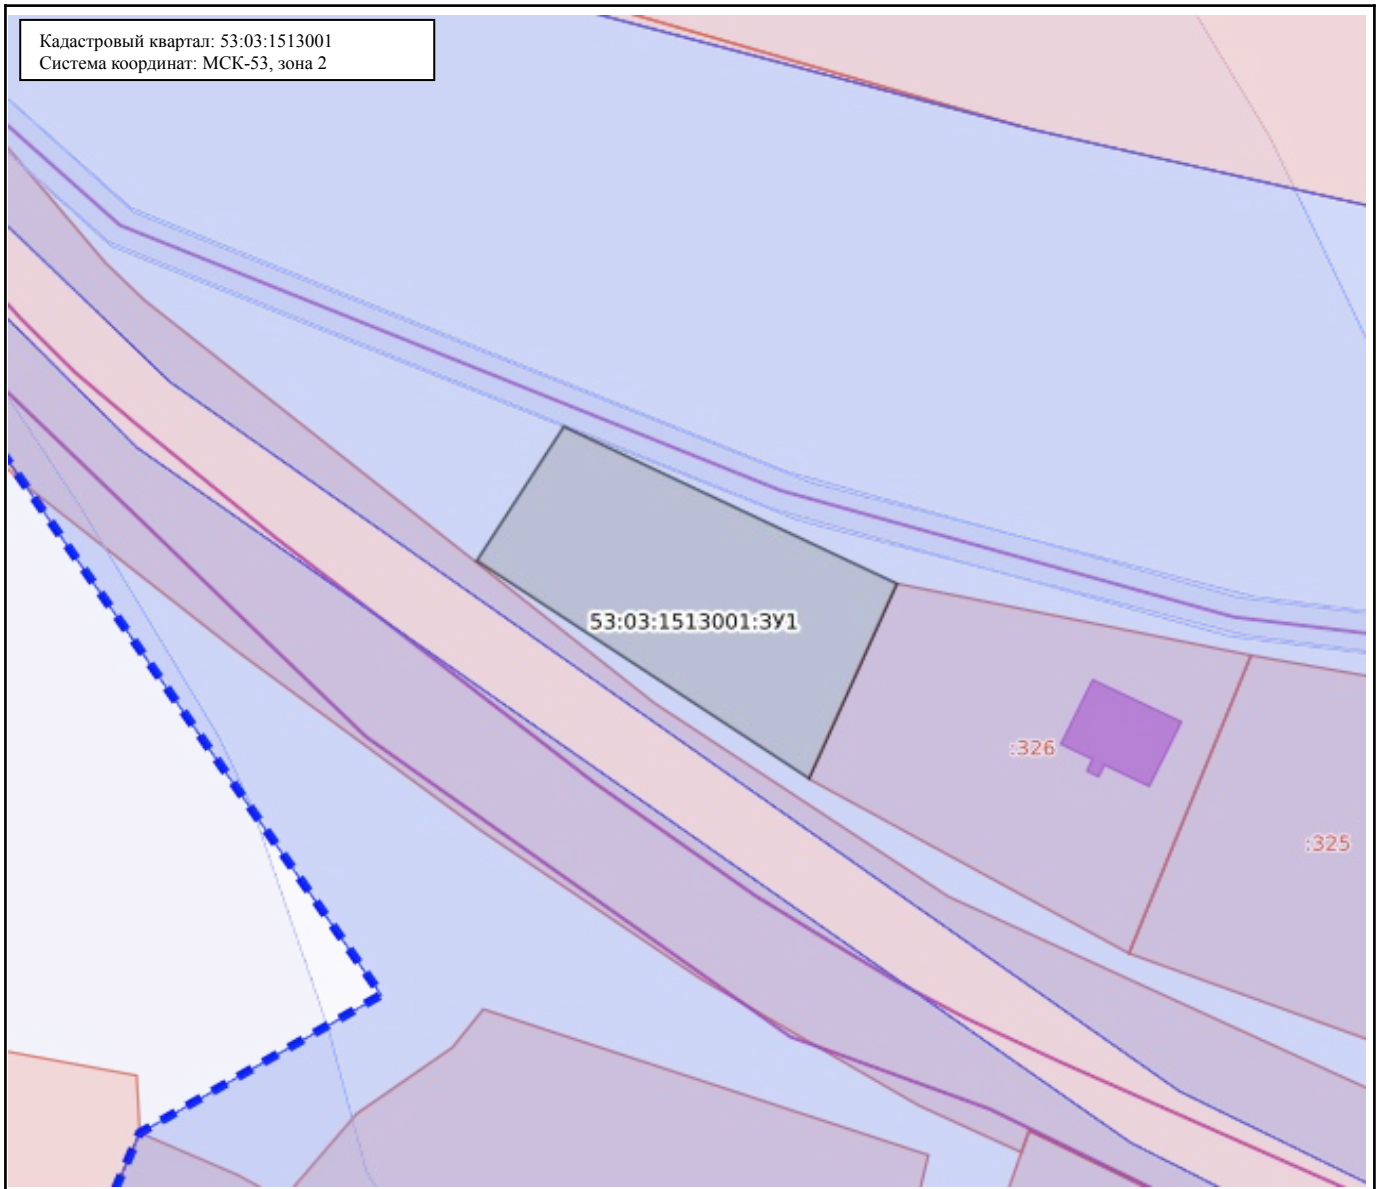 Кадастровый квартал: 53:03:1513001
Система координат: МСК-53, зона 2
53:03:1513001:ЗУ1
:326
:325